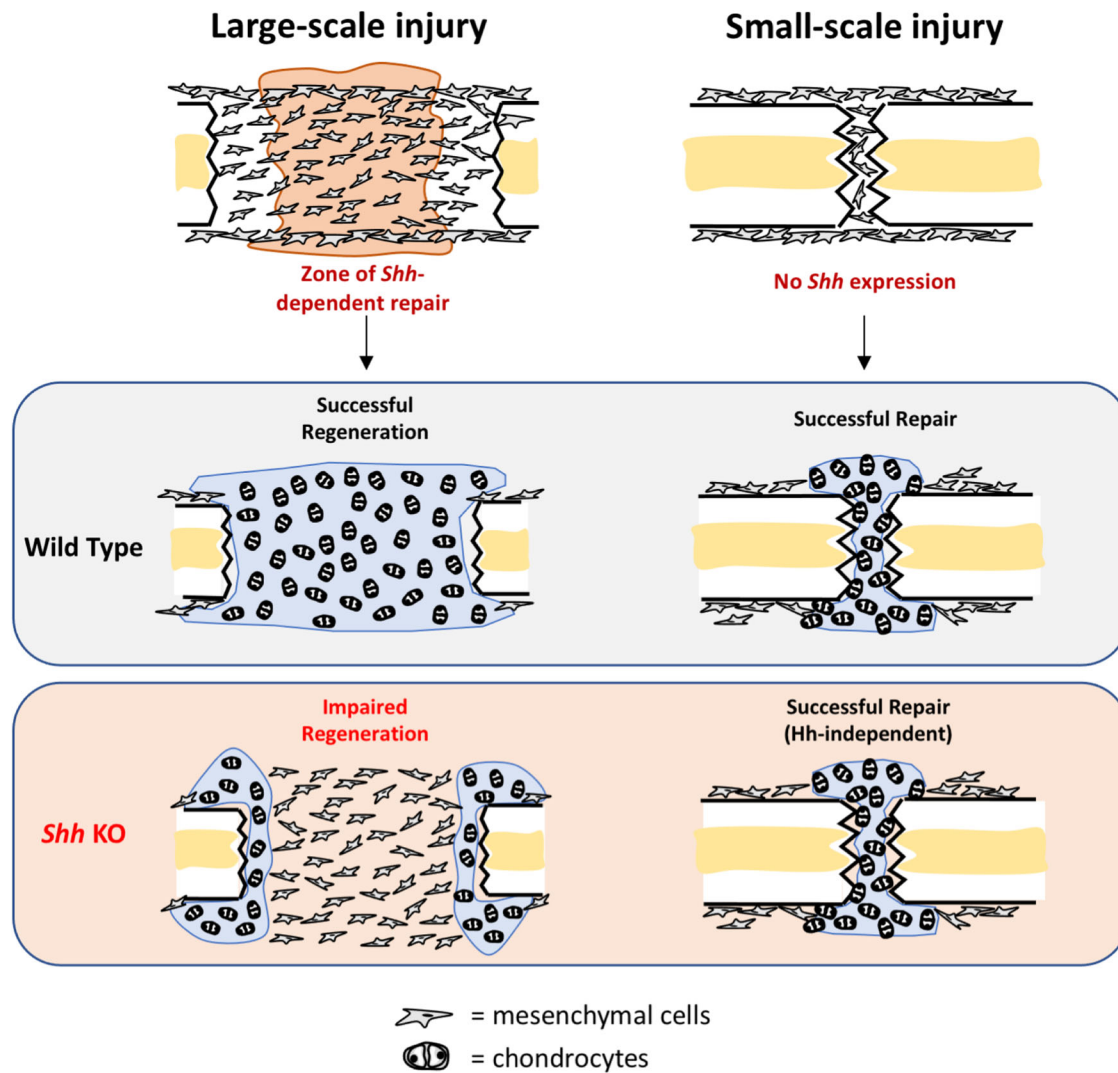 Large-scale injury
Small-scale injury
Zone of Shh-
dependent repair
No Shh expression
Successful
Regeneration
Successful Repair
Wild Type
Impaired
Regeneration
Successful Repair
(Hh-independent)
Shh KO
= mesenchymal cells
= chondrocytes